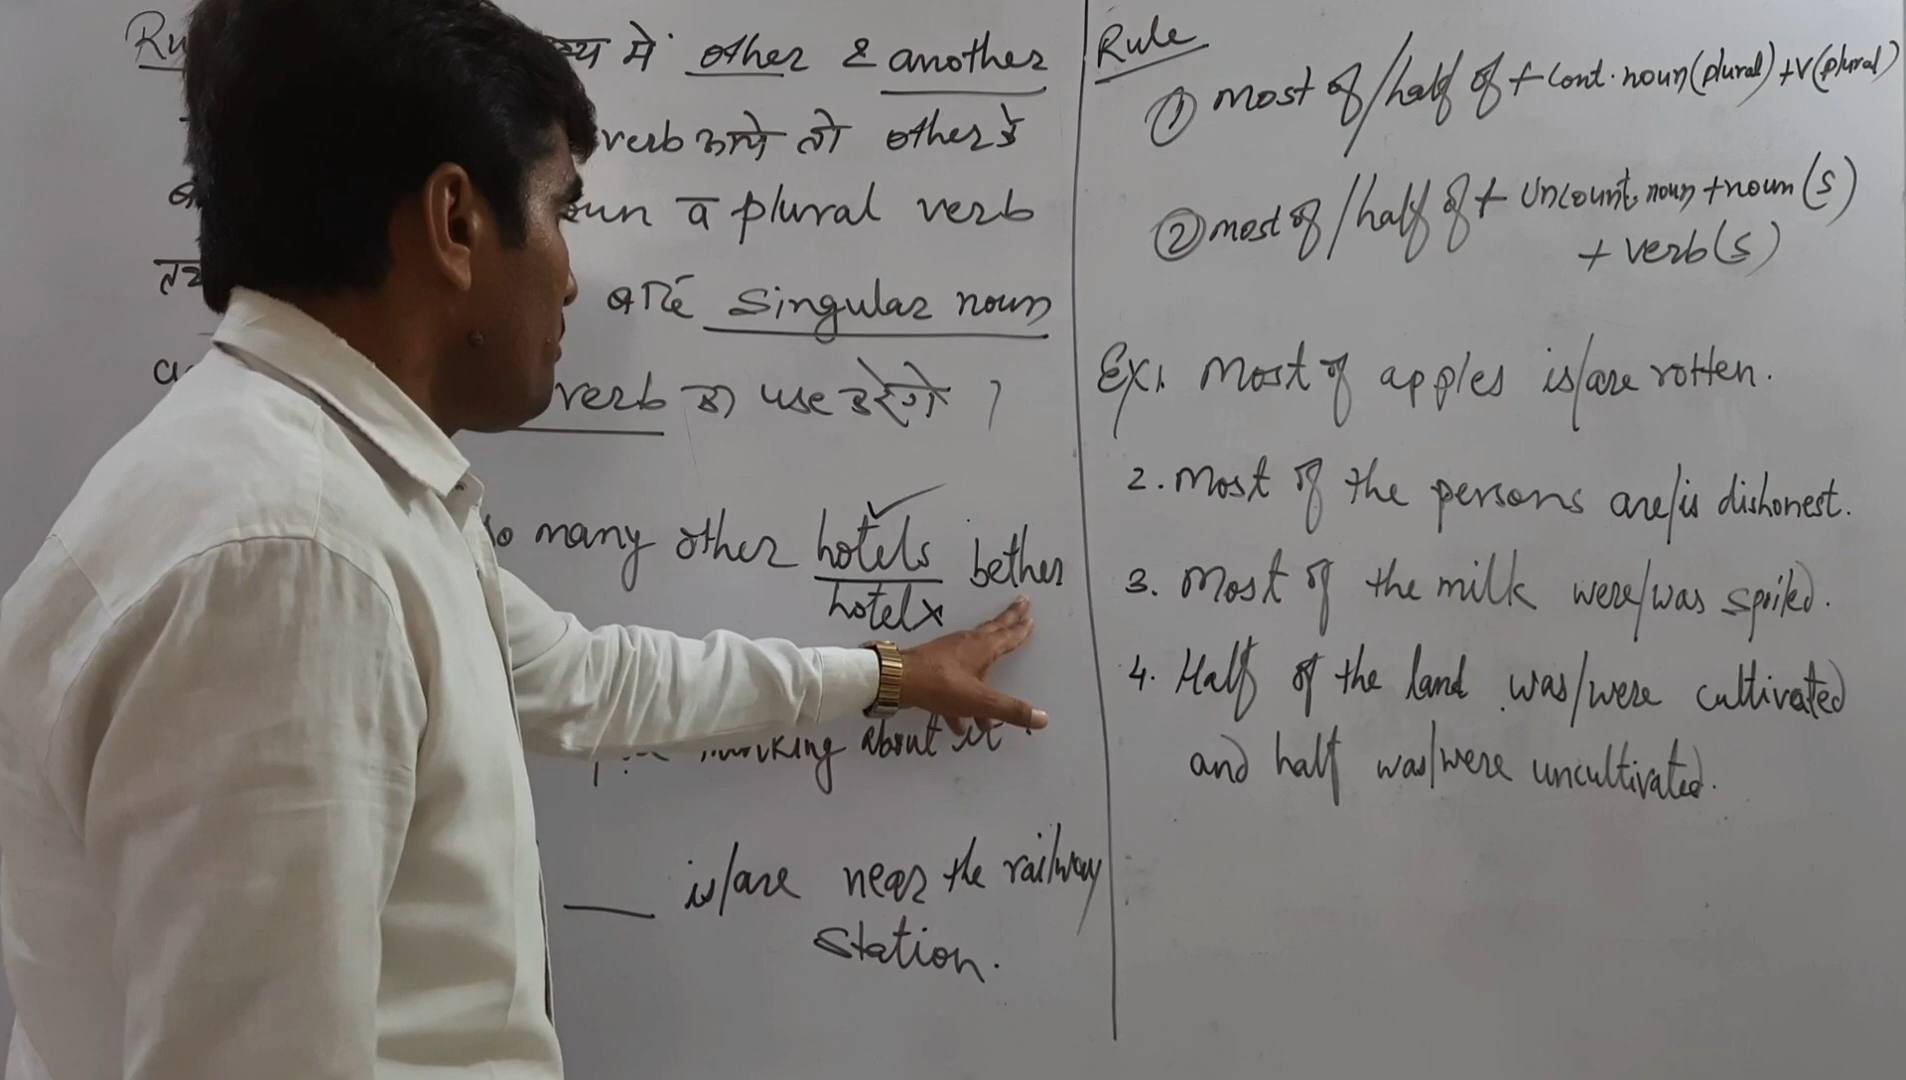 में other & another
verb आये तो other के
noun व plural verb
बाद singular noun
verb का use करेंगे ।
so many other hotels bether
hotel x
thinking about it .
___ is/are near the railway
station.
Rule
① most of/half of + Cont. noun(plural) + V(plural)
② most of/half of + Uncount. noun + noun (s)
+ verb(s)
Ex1. Most of apples is/are rotten.
2. Most of the persons are/is dishonest.
3. Most of the milk were/was spoiled.
4. Half of the land was/were cultivated
and half was/were uncultivated.